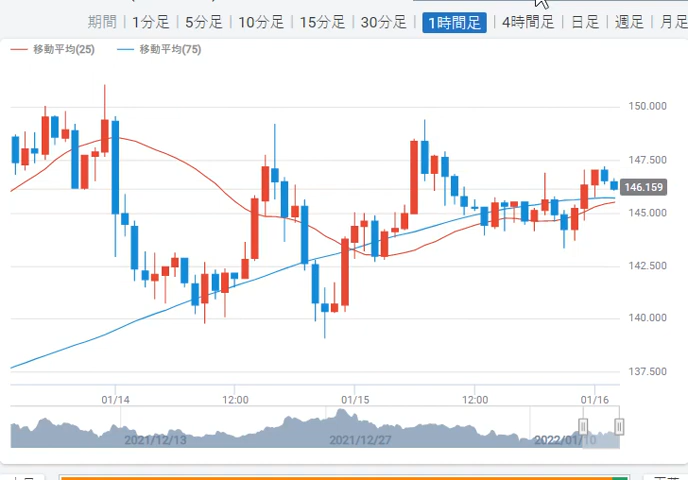 期間 1分足 5分足 10分足 15分足 30分足 1時間足 4時間足 日足 週足 月足
移動平均(25) 移動平均(75)
150.000
147.500
146.159
145.000
142.500
140.000
137.500
01/14 12:00 01/15 12:00 01/16
2021/12/13 2021/12/27 2022/01/10